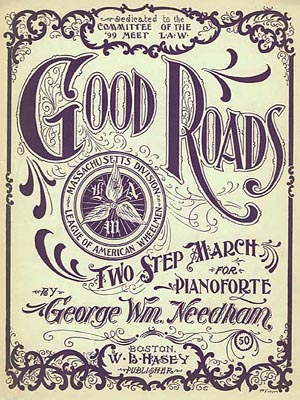 Dedicated to the
COMMITTEE OF THE
'99 MEET L.A.W.
GOOD ROADS
MASSACHUSETTS DIVISION
LEAGUE OF AMERICAN WHEELMEN
TWO STEP MARCH
FOR
PIANOFORTE
BY
George Wm. Needham
50
BOSTON.
W. B. HASEY
PUBLISHER